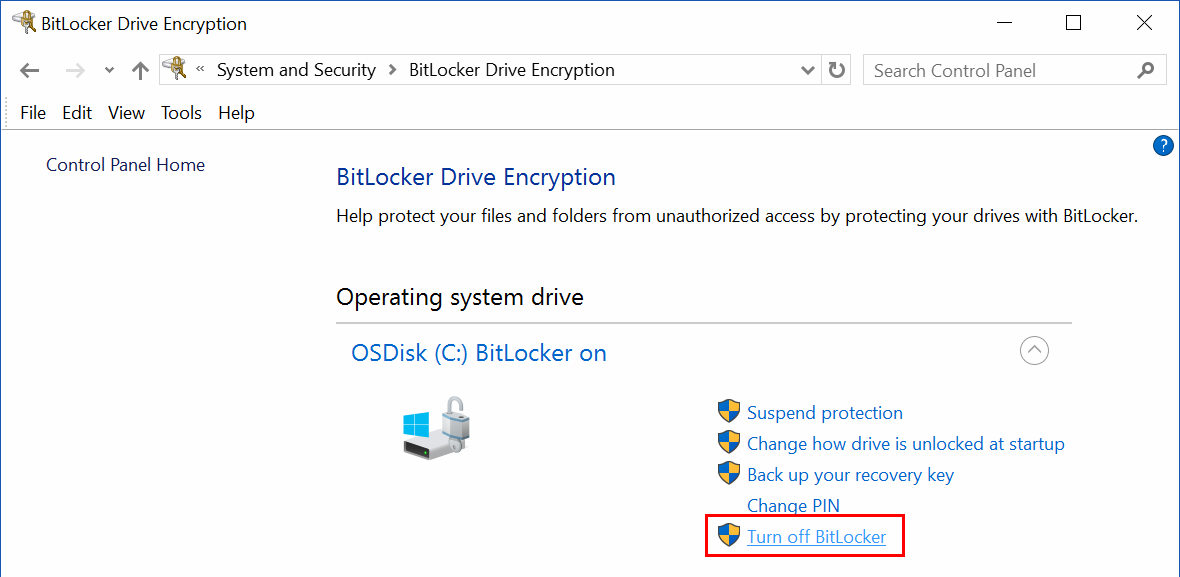 BitLocker Drive Encryption
« System and Security > BitLocker Drive Encryption
Search Control Panel
File Edit View Tools Help
?
Control Panel Home
BitLocker Drive Encryption
Help protect your files and folders from unauthorized access by protecting your drives with BitLocker.
Operating system drive
OSDisk (C:) BitLocker on
Suspend protection
Change how drive is unlocked at startup
Back up your recovery key
Change PIN
Turn off BitLocker